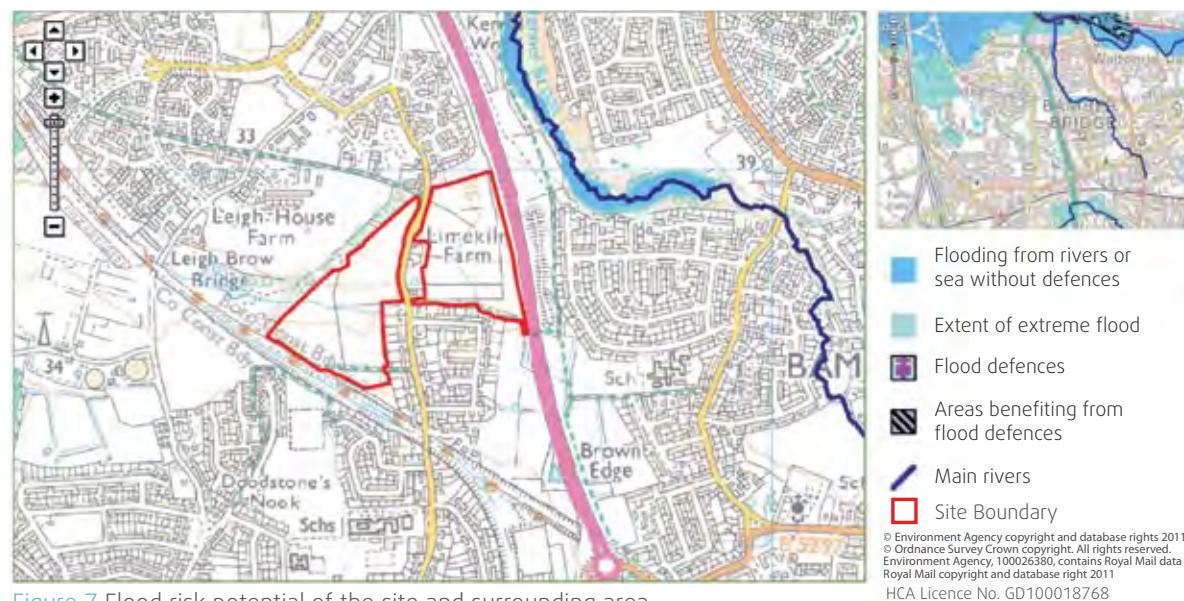 33
39
Leigh House
Farm
Limekiln
Farm
Leigh Brow
Bridge
34
Sch
BAM
Brown
Edge
Doodstone's
Nook
Schs
BRIDGE
Flooding from rivers or
sea without defences
Extent of extreme flood
Flood defences
Areas benefiting from
flood defences
Main rivers
Site Boundary
© Environment Agency copyright and database rights 2011
© Ordnance Survey Crown copyright. All rights reserved.
Environment Agency, 100026380, contains Royal Mail data
Royal Mail copyright and database right 2011
HCA Licence No. GD100018768
Figure 7 Flood risk potential of the site and surrounding area